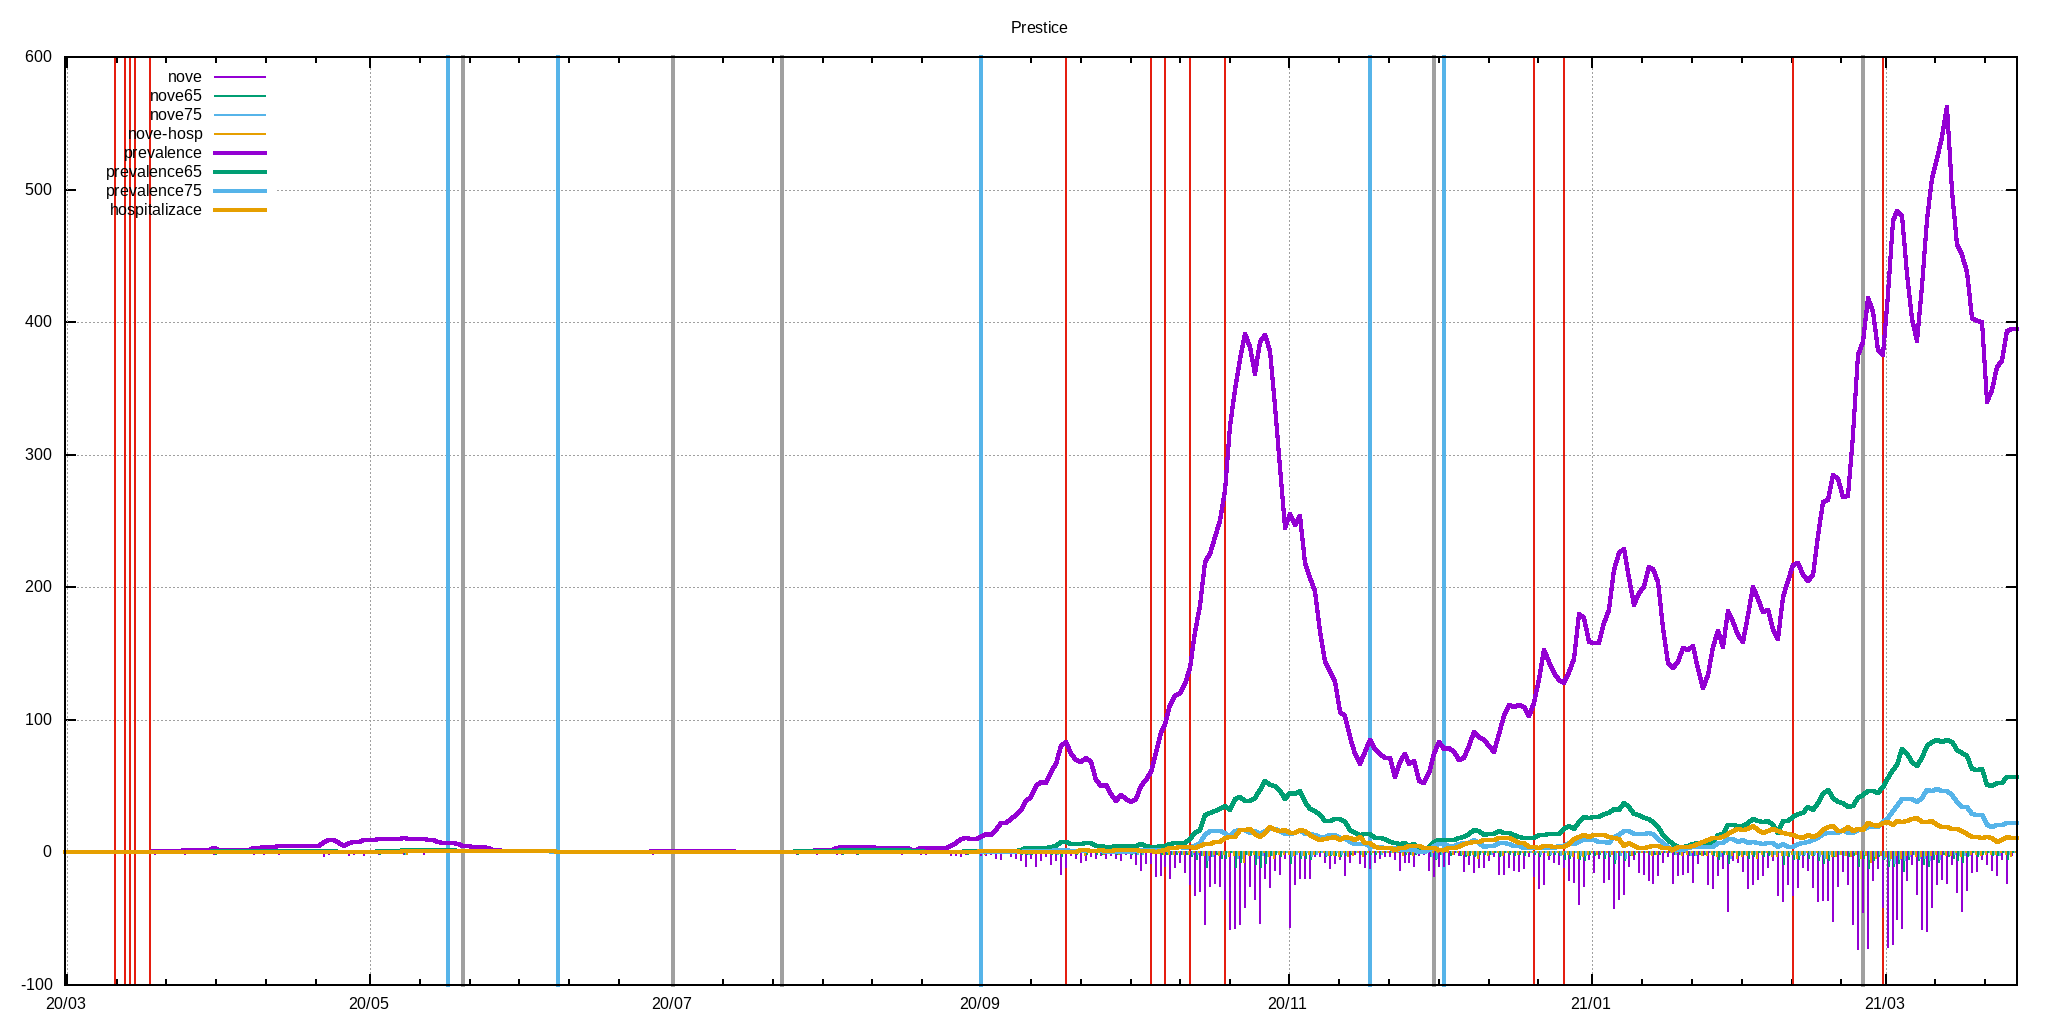 Prestice
600
nove
nove65
nove75
nove-hosp
prevalence
prevalence65
prevalence75
hospitalizace
500
400
300
200
100
0
-100
20/03 20/05 20/07 20/09 20/11 21/01 21/03